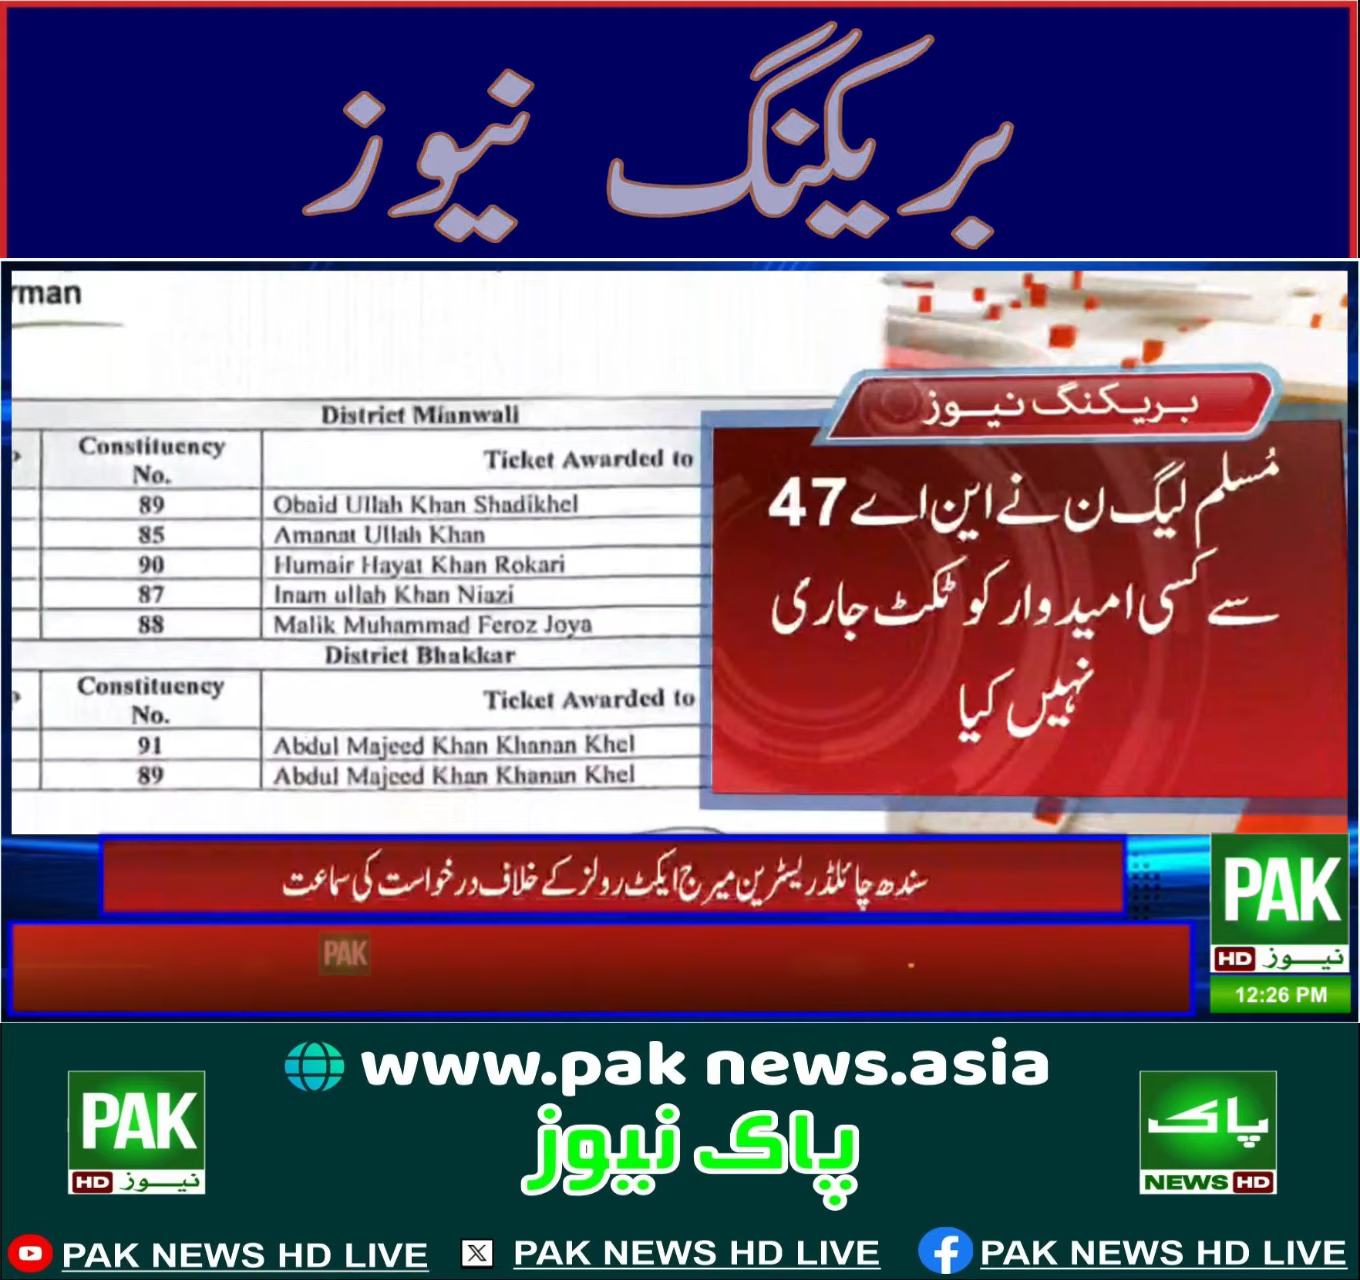 بریکنگ نیوز
rman
District Mianwali
Constituency No. Ticket Awarded to
89 Obaid Ullah Khan Shadikhel
85 Amanat Ullah Khan
90 Humair Hayat Khan Rokari
87 Inam ullah Khan Niazi
88 Malik Muhammad Feroz Joya
District Bhakkar
Constituency No. Ticket Awarded to
91 Abdul Majeed Khan Khanan Khel
89 Abdul Majeed Khan Khanan Khel
بریکنگ نیوز
مُسلم لیگ ن نے این اے 47
سے کسی امیدوار کو ٹکٹ جاری
نہیں کیا
سندھ چائلڈ ریسٹرین میرج ایکٹ رولز کے خلاف درخواست کی سماعت
PAK
PAK
HD نیوز
12:26 PM
www.pak news.asia
پاک نیوز
PAK
HD نیوز
پاک
NEWS HD
PAK NEWS HD LIVE
PAK NEWS HD LIVE
PAK NEWS HD LIVE